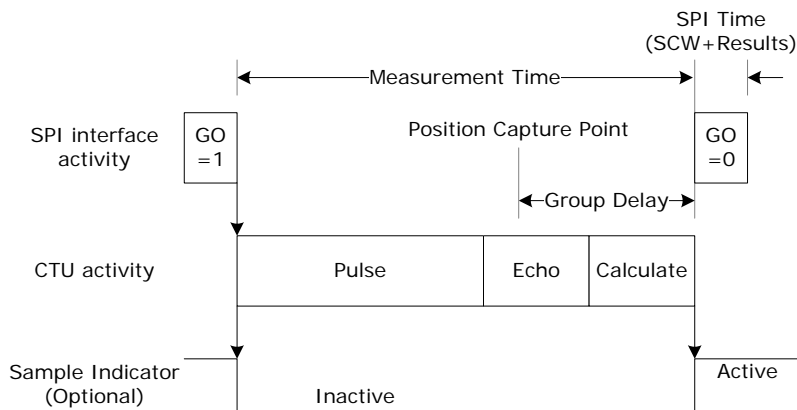 SPI Time
(SCW+Results)
Measurement Time
SPI interface
activity
GO
=1
Position Capture Point
GO
=0
Group Delay
CTU activity
Pulse
Echo
Calculate
Sample Indicator
(Optional)
Inactive
Active